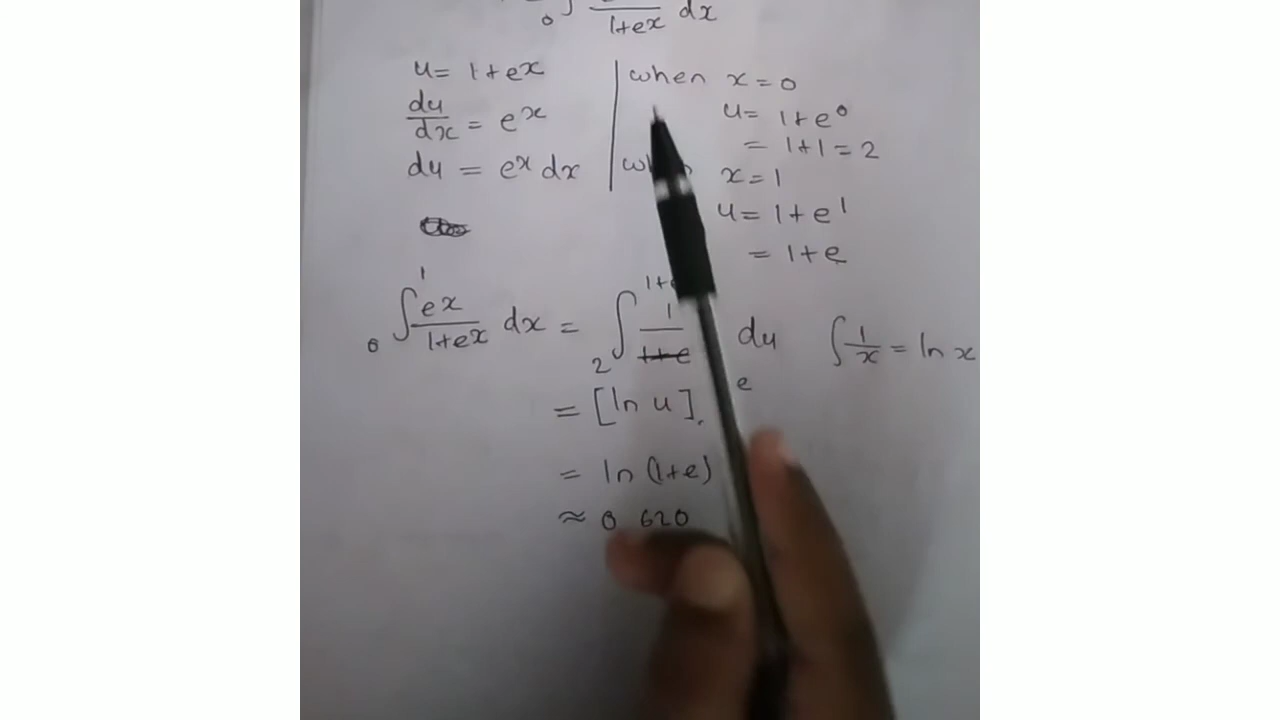 0 ∫ 1+eˣ dx
u = 1+eˣ
du/dx = eˣ
du = eˣ dx
when x = 0
u = 1+e⁰
= 1+1 = 2
x = 1
u = 1+e¹
= 1+e
₀∫¹ eˣ/1+eˣ dx = ₂∫ 1/ du ∫ 1/x = ln x
= [ln u] e
= ln (1+e)
≈ 0 620